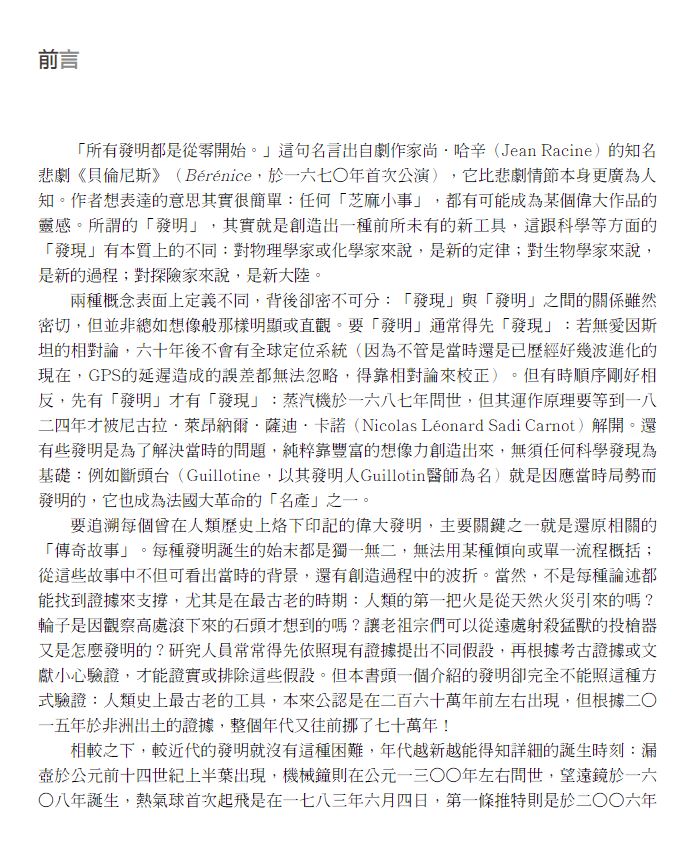 前言
「所有發明都是從零開始。」這句名言出自劇作家尚．哈辛（Jean Racine）的知名
悲劇《貝倫尼斯》（Bérénice，於一六七〇年首次公演），它比悲劇情節本身更廣為人
知。作者想表達的意思其實很簡單：任何「芝麻小事」，都有可能成為某個偉大作品的
靈感。所謂的「發明」，其實就是創造出一種前所未有的新工具，這跟科學等方面的
「發現」有本質上的不同：對物理學家或化學家來說，是新的定律；對生物學家來說，
是新的過程；對探險家來說，是新大陸。
兩種概念表面上定義不同，背後卻密不可分：「發現」與「發明」之間的關係雖然
密切，但並非總如想像般那樣明顯或直觀。要「發明」通常得先「發現」：若無愛因斯
坦的相對論，六十年後不會有全球定位系統（因為不管是當時還是已歷經好幾波進化的
現在，GPS的延遲造成的誤差都無法忽略，得靠相對論來校正）。但有時順序剛好相
反，先有「發明」才有「發現」：蒸汽機於一六八七年問世，但其運作原理要等到一八
二四年才被尼古拉．萊昂納爾．薩迪．卡諾（Nicolas Léonard Sadi Carnot）解開。還
有些發明是為了解決當時的問題，純粹靠豐富的想像力創造出來，無須任何科學發現為
基礎：例如斷頭台（Guillotine，以其發明人Guillotin醫師為名）就是因應當時局勢而
發明的，它也成為法國大革命的「名產」之一。
要追溯每個曾在人類歷史上烙下印記的偉大發明，主要關鍵之一就是還原相關的
「傳奇故事」。每種發明誕生的始末都是獨一無二，無法用某種傾向或單一流程概括；
從這些故事中不但可看出當時的背景，還有創造過程中的波折。當然，不是每種論述都
能找到證據來支撐，尤其是在最古老的時期：人類的第一把火是從天然火災引來的嗎？
輪子是因觀察高處滾下來的石頭才想到的嗎？讓老祖宗們可以從遠處射殺猛獸的投槍器
又是怎麼發明的？研究人員常常得先依照現有證據提出不同假設，再根據考古證據或文
獻小心驗證，才能證實或排除這些假設。但本書頭一個介紹的發明卻完全不能照這種方
式驗證：人類史上最古老的工具，本來公認是在二百六十萬年前左右出現，但根據二〇
一五年於非洲出土的證據，整個年代又往前挪了七十萬年！
相較之下，較近代的發明就沒有這種困難，年代越新越能得知詳細的誕生時刻：漏
壺於公元前十四世紀上半葉出現，機械鐘則在公元一三〇〇年左右問世，望遠鏡於一六
〇八年誕生，熱氣球首次起飛是在一七八三年六月四日，第一條推特則是於二〇〇六年